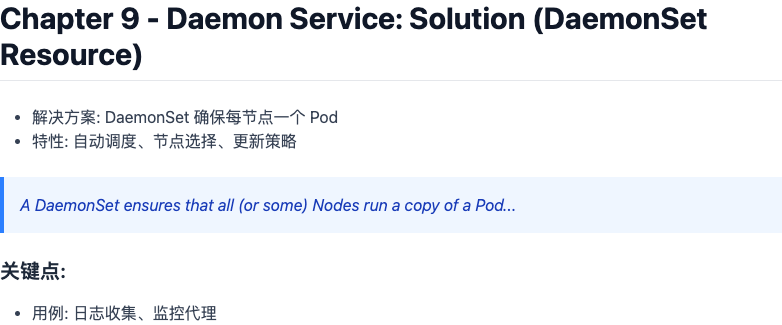 Chapter 9 - Daemon Service: Solution (DaemonSet
Resource)
解决方案: DaemonSet 确保每节点一个 Pod
特性: 自动调度、节点选择、更新策略
A DaemonSet ensures that all (or some) Nodes run a copy of a Pod...
关键点:
用例: 日志收集、监控代理